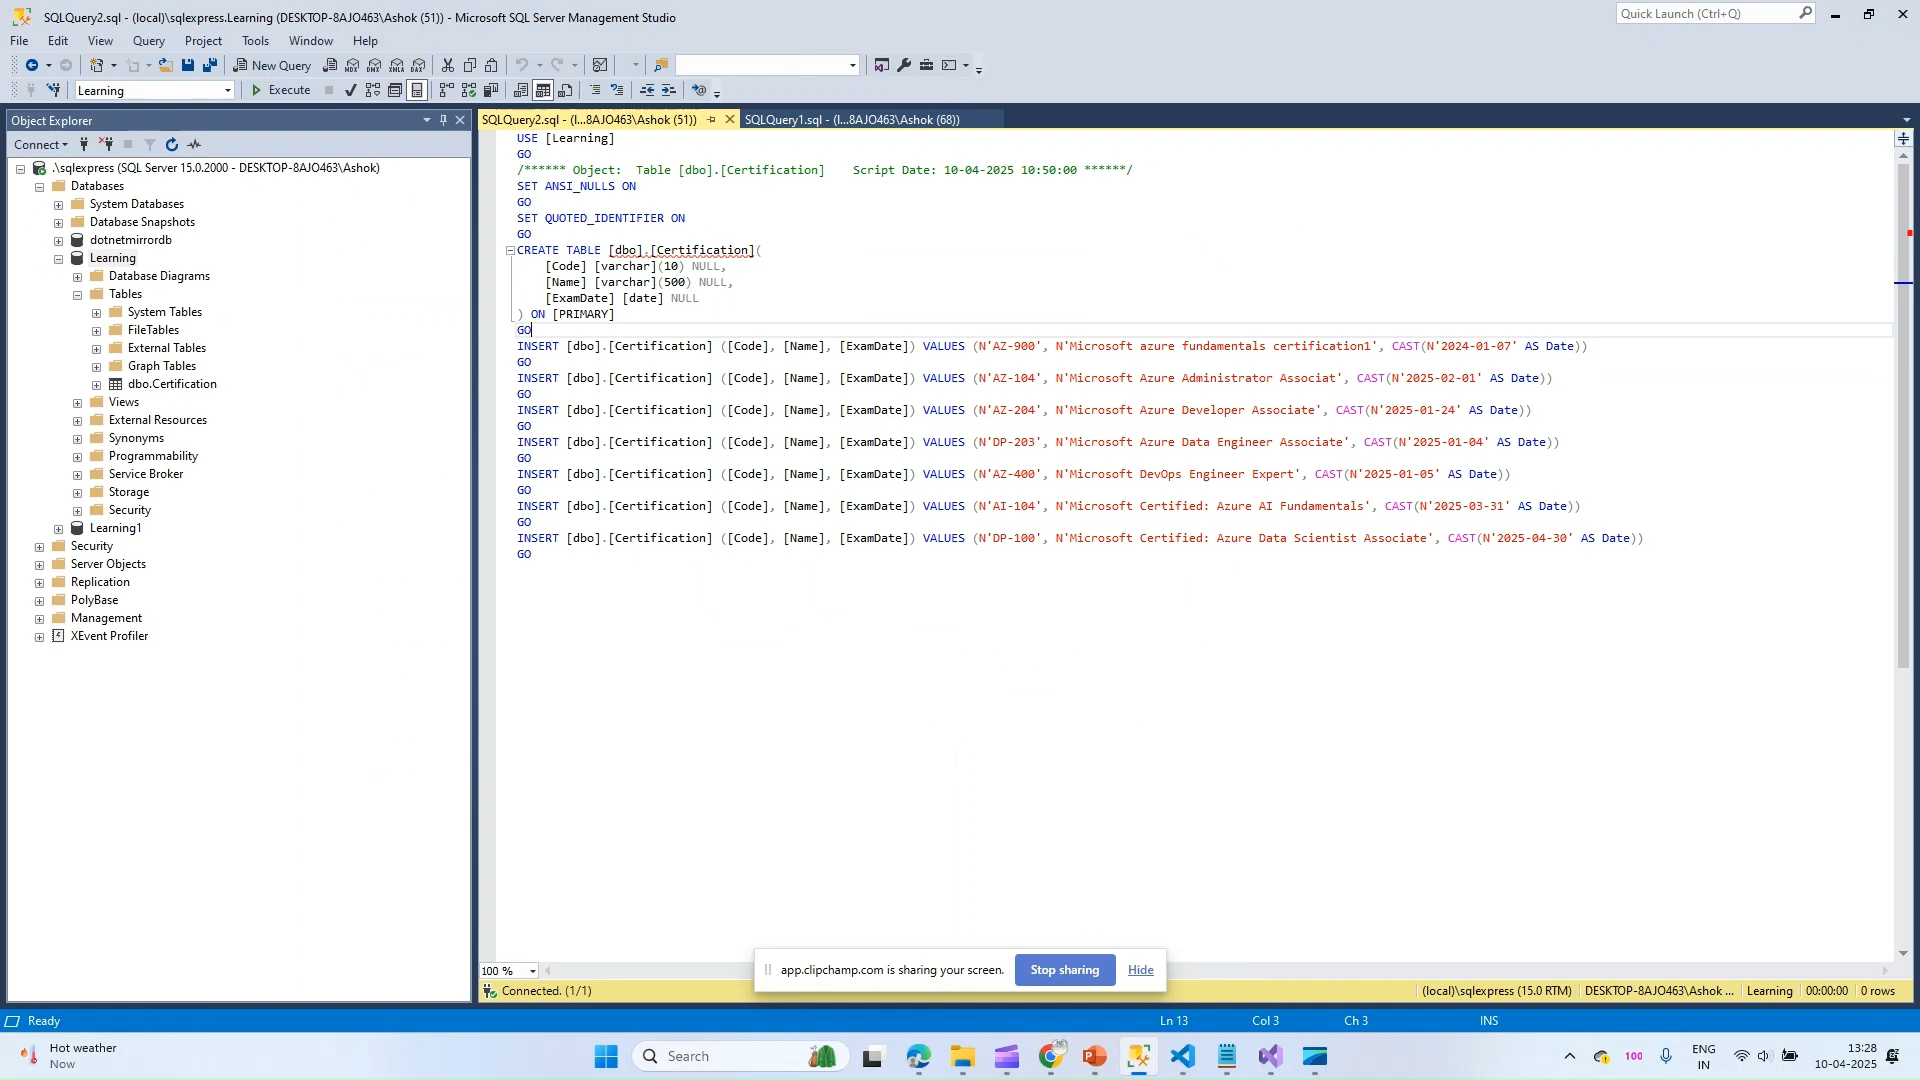 SQLQuery2.sql - (local)\sqlexpress.Learning (DESKTOP-8AJO463\Ashok (51)) - Microsoft SQL Server Management Studio
Quick Launch (Ctrl+Q)
File Edit View Query Project Tools Window Help
New Query
Learning Execute
Object Explorer
Connect
.\sqlexpress (SQL Server 15.0.2000 - DESKTOP-8AJO463\Ashok)
Databases
System Databases
Database Snapshots
dotnetmirrordb
Learning
Database Diagrams
Tables
System Tables
FileTables
External Tables
Graph Tables
dbo.Certification
Views
External Resources
Synonyms
Programmability
Service Broker
Storage
Security
Learning1
Security
Server Objects
Replication
PolyBase
Management
XEvent Profiler
SQLQuery2.sql - (l...8AJO463\Ashok (51)) SQLQuery1.sql - (l...8AJO463\Ashok (68))
USE [Learning]
GO
/****** Object:  Table [dbo].[Certification]    Script Date: 10-04-2025 10:50:00 ******/
SET ANSI_NULLS ON
GO
SET QUOTED_IDENTIFIER ON
GO
CREATE TABLE [dbo].[Certification](
[Code] [varchar](10) NULL,
[Name] [varchar](500) NULL,
[ExamDate] [date] NULL
) ON [PRIMARY]
GO
INSERT [dbo].[Certification] ([Code], [Name], [ExamDate]) VALUES (N'AZ-900', N'Microsoft azure fundamentals certification1', CAST(N'2024-01-07' AS Date))
GO
INSERT [dbo].[Certification] ([Code], [Name], [ExamDate]) VALUES (N'AZ-104', N'Microsoft Azure Administrator Associat', CAST(N'2025-02-01' AS Date))
GO
INSERT [dbo].[Certification] ([Code], [Name], [ExamDate]) VALUES (N'AZ-204', N'Microsoft Azure Developer Associate', CAST(N'2025-01-24' AS Date))
GO
INSERT [dbo].[Certification] ([Code], [Name], [ExamDate]) VALUES (N'DP-203', N'Microsoft Azure Data Engineer Associate', CAST(N'2025-01-04' AS Date))
GO
INSERT [dbo].[Certification] ([Code], [Name], [ExamDate]) VALUES (N'AZ-400', N'Microsoft DevOps Engineer Expert', CAST(N'2025-01-05' AS Date))
GO
INSERT [dbo].[Certification] ([Code], [Name], [ExamDate]) VALUES (N'AI-104', N'Microsoft Certified: Azure AI Fundamentals', CAST(N'2025-03-31' AS Date))
GO
INSERT [dbo].[Certification] ([Code], [Name], [ExamDate]) VALUES (N'DP-100', N'Microsoft Certified: Azure Data Scientist Associate', CAST(N'2025-04-30' AS Date))
GO
100 %
app.clipchamp.com is sharing your screen. Stop sharing Hide
Connected. (1/1) (local)\sqlexpress (15.0 RTM) DESKTOP-8AJO463\Ashok ... Learning 00:00:00 0 rows
Ready Ln 13 Col 3 Ch 3 INS
Hot weather
Now
Search
100
ENG
IN
13:28
10-04-2025